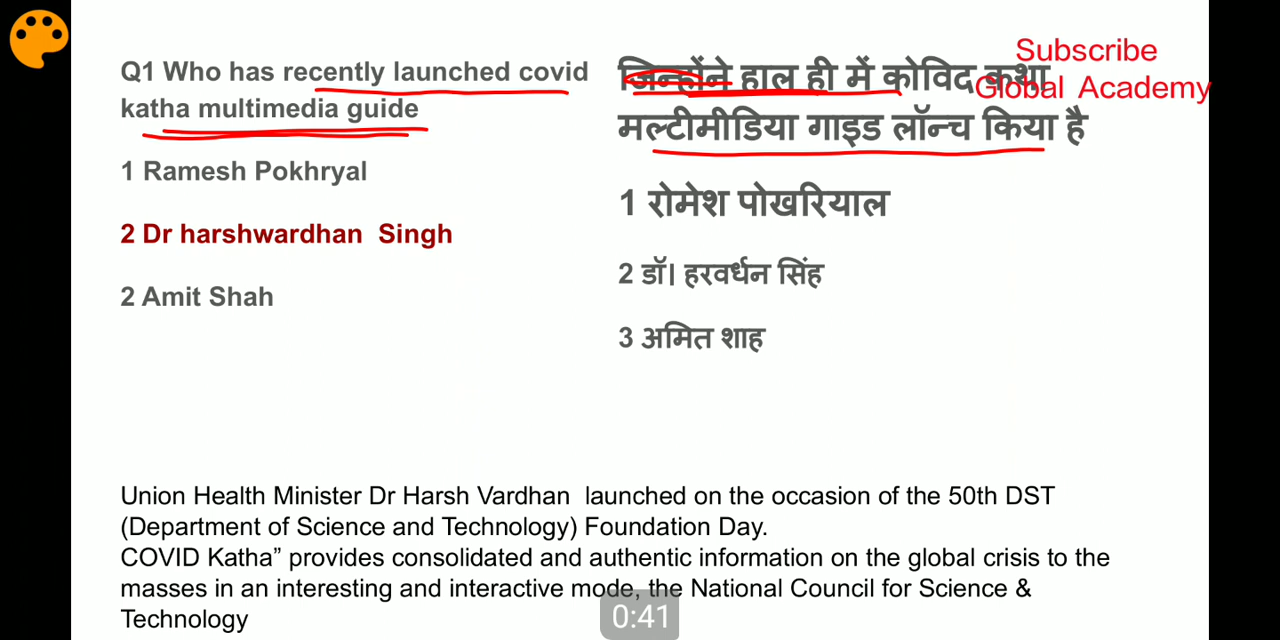 Q1 Who has recently launched covid
katha multimedia guide
1 Ramesh Pokhryal
2 Dr harshwardhan Singh
2 Amit Shah
जिन्होंने हाल ही में कोविद कथा
मल्टीमीडिया गाइड लॉन्च किया है
1 रोमेश पोखरियाल
2 डॉ। हरवर्धन सिंह
3 अमित शाह
Subscribe
Global Academy
Union Health Minister Dr Harsh Vardhan launched on the occasion of the 50th DST
(Department of Science and Technology) Foundation Day.
COVID Katha” provides consolidated and authentic information on the global crisis to the
masses in an interesting and interactive mode, the National Council for Science &
Technology
0:41